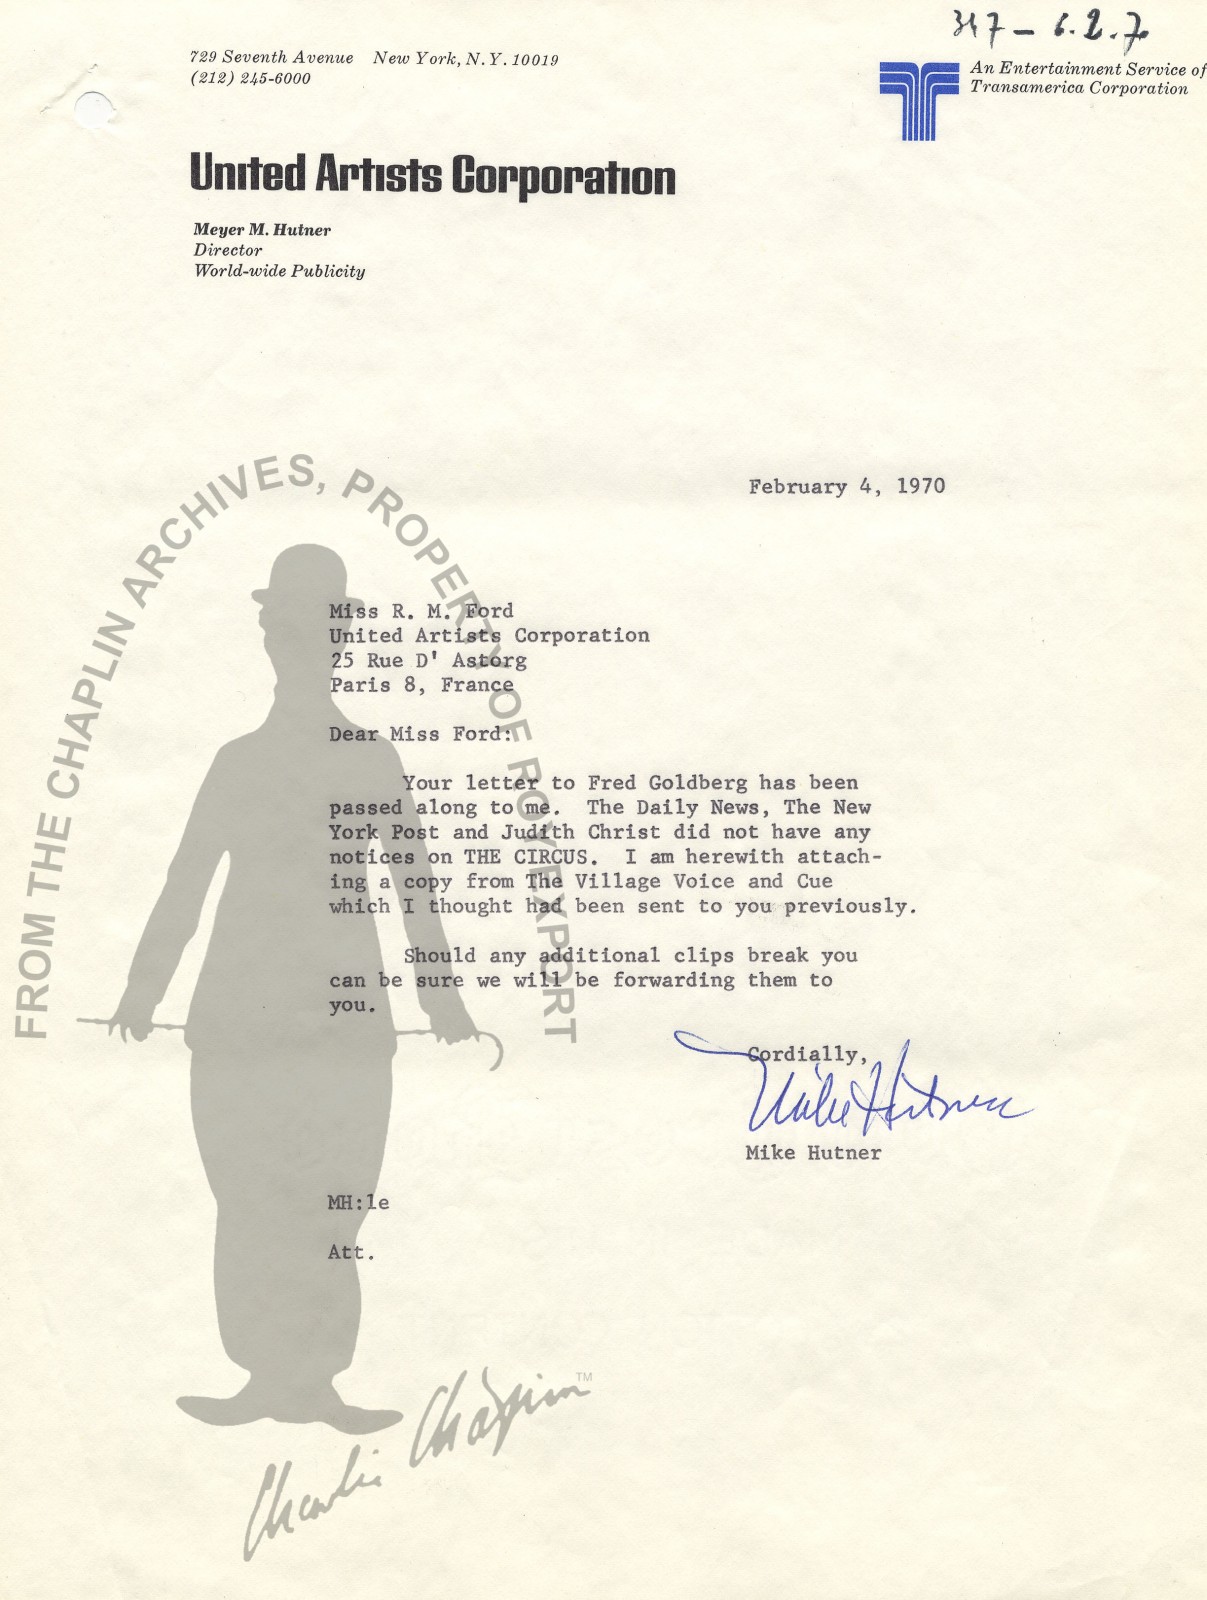 347 - 6.2.7
729 Seventh Avenue New York, N.Y. 10019
(212) 245-6000
An Entertainment Service of
Transamerica Corporation
United Artists Corporation
Meyer M. Hutner
Director
World-wide Publicity
February 4, 1970
FROM THE CHAPLIN ARCHIVES, PROPERTY OF ROY EXPORT
Miss R. M. Ford
United Artists Corporation
25 Rue D' Astorg
Paris 8, France
Dear Miss Ford:
Your letter to Fred Goldberg has been
passed along to me. The Daily News, The New
York Post and Judith Christ did not have any
notices on THE CIRCUS. I am herewith attach-
ing a copy from The Village Voice and Cue
which I thought had been sent to you previously.
Should any additional clips break you
can be sure we will be forwarding them to
you.
Cordially,
Mike Hutner
Mike Hutner
MH:le
Att.
Charlie Chaplin TM